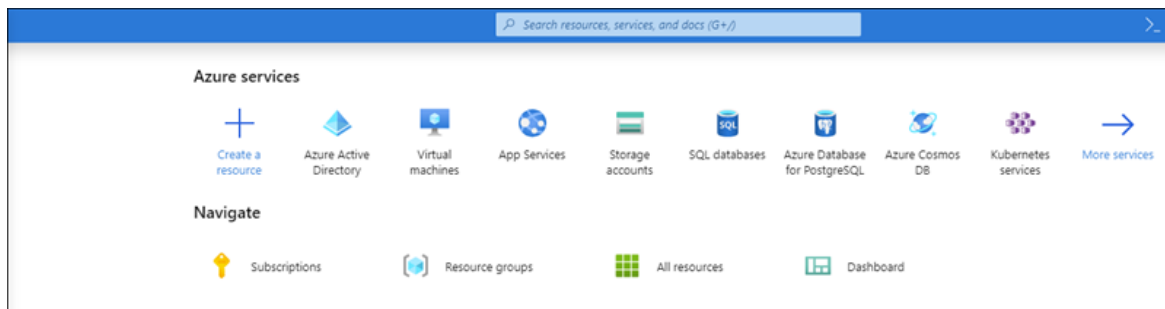 Search resources, services, and docs (G+/)
>_
Azure services
Create a resource
Azure Active Directory
Virtual machines
App Services
Storage accounts
SQL
SQL databases
Azure Database for PostgreSQL
Azure Cosmos DB
Kubernetes services
More services
Navigate
Subscriptions
Resource groups
All resources
Dashboard